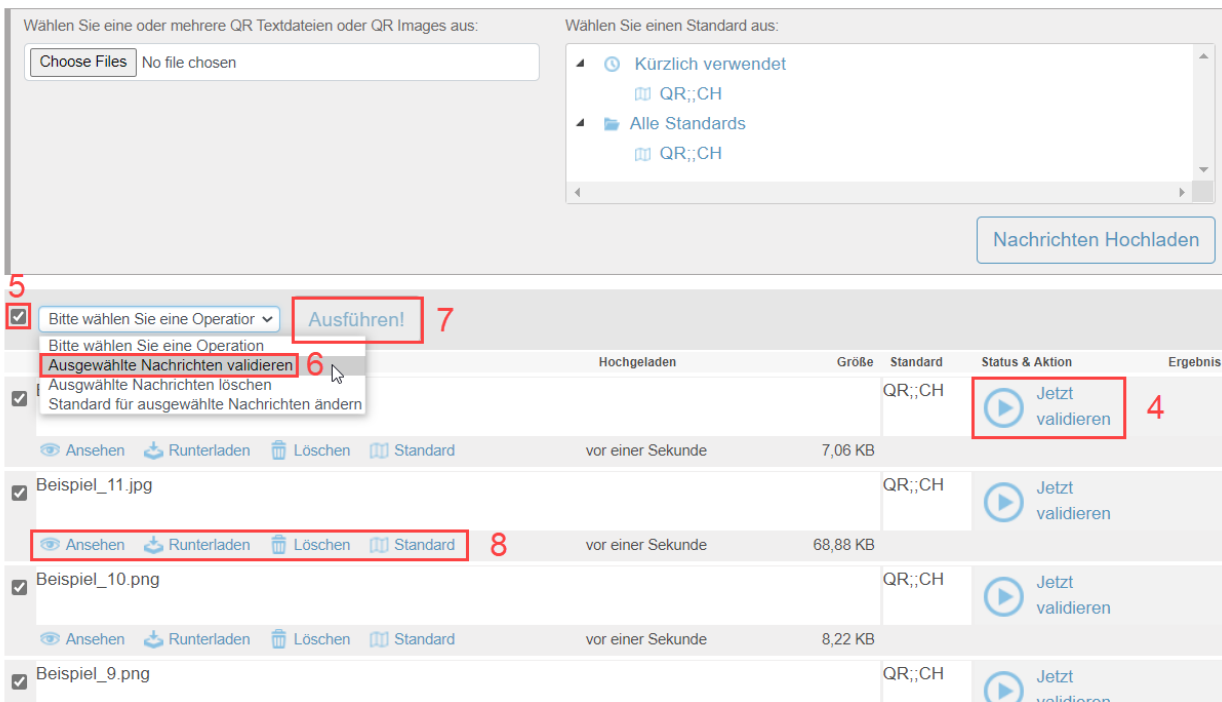 Wählen Sie eine oder mehrere QR Textdateien oder QR Images aus:
Choose Files No file chosen
Wählen Sie einen Standard aus:
Kürzlich verwendet
QR;;CH
Alle Standards
QR;;CH
Nachrichten Hochladen
5
Bitte wählen Sie eine Operation
Ausführen!
7
Bitte wählen Sie eine Operation
Ausgewählte Nachrichten validieren
6
Ausgwählte Nachrichten löschen
Standard für ausgewählte Nachrichten ändern
Hochgeladen Größe Standard Status & Aktion Ergebnis
QR;;CH
Jetzt
validieren
4
Ansehen Runterladen Löschen Standard vor einer Sekunde 7,06 KB
Beispiel_11.jpg QR;;CH
Jetzt
validieren
Ansehen Runterladen Löschen Standard 8 vor einer Sekunde 68,88 KB
Beispiel_10.png QR;;CH
Jetzt
validieren
Ansehen Runterladen Löschen Standard vor einer Sekunde 8,22 KB
Beispiel_9.png QR;;CH
Jetzt
validieren